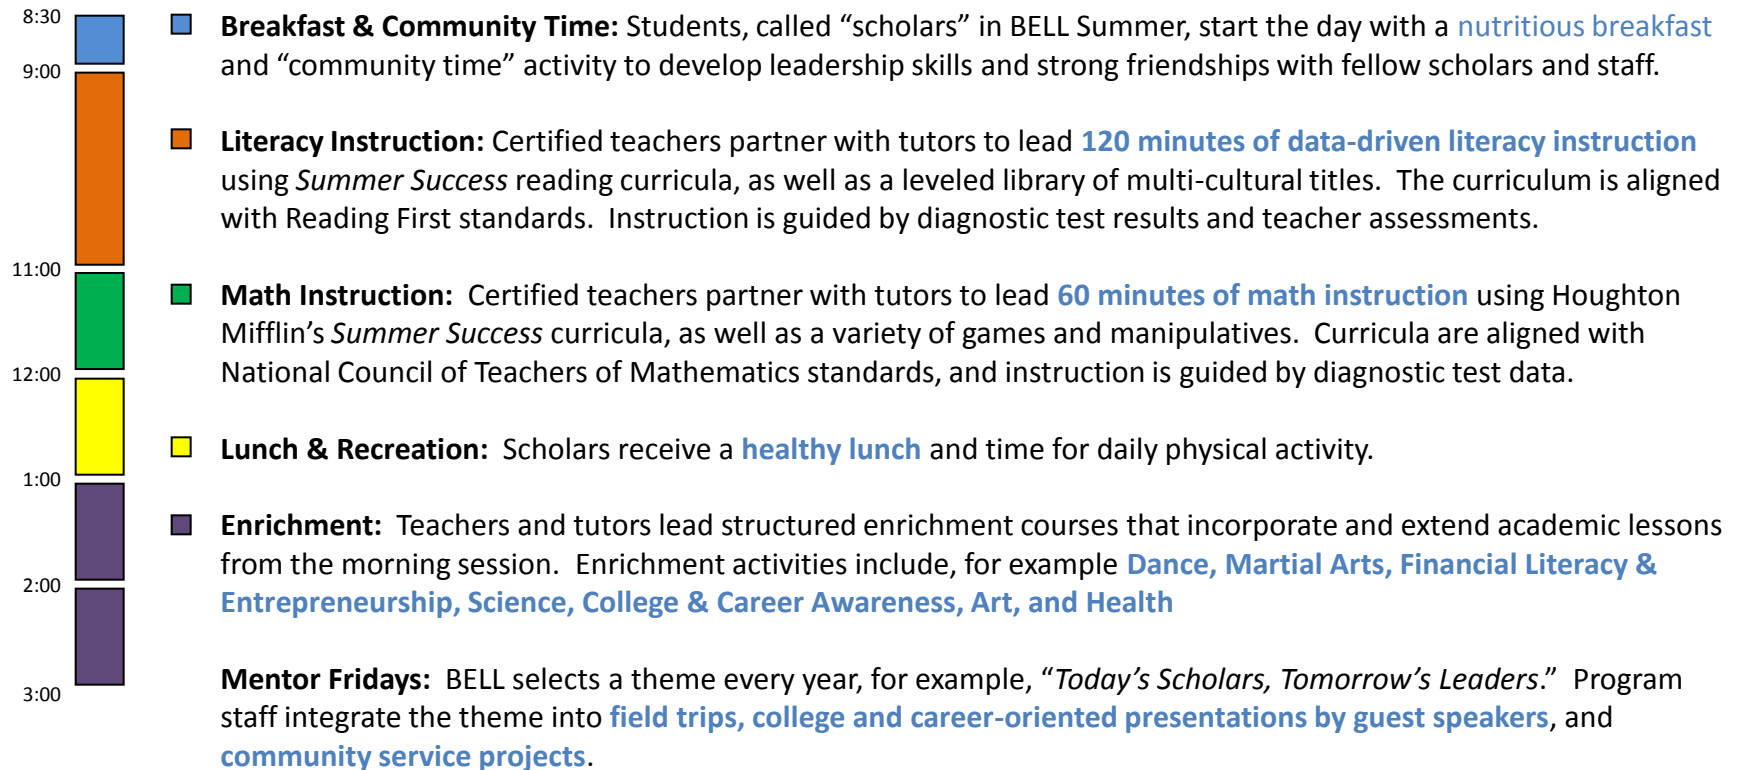 8:30
Breakfast & Community Time: Students, called “scholars” in BELL Summer, start the day with a nutritious breakfast
9:00
and “community time” activity to develop leadership skills and strong friendships with fellow scholars and staff.
Literacy Instruction: Certified teachers partner with tutors to lead 120 minutes of data-driven literacy instruction
using Summer Success reading curricula, as well as a leveled library of multi-cultural titles. The curriculum is aligned
with Reading First standards. Instruction is guided by diagnostic test results and teacher assessments.
11:00
Math Instruction: Certified teachers partner with tutors to lead 60 minutes of math instruction using Houghton
Mifflin’s Summer Success curricula, as well as a variety of games and manipulatives. Curricula are aligned with
12:00
National Council of Teachers of Mathematics standards, and instruction is guided by diagnostic test data.
Lunch & Recreation: Scholars receive a healthy lunch and time for daily physical activity.
1:00
Enrichment: Teachers and tutors lead structured enrichment courses that incorporate and extend academic lessons
from the morning session. Enrichment activities include, for example Dance, Martial Arts, Financial Literacy &
2:00
Entrepreneurship, Science, College & Career Awareness, Art, and Health
Mentor Fridays: BELL selects a theme every year, for example, “Today’s Scholars, Tomorrow’s Leaders.” Program
3:00
staff integrate the theme into field trips, college and career-oriented presentations by guest speakers, and
community service projects.